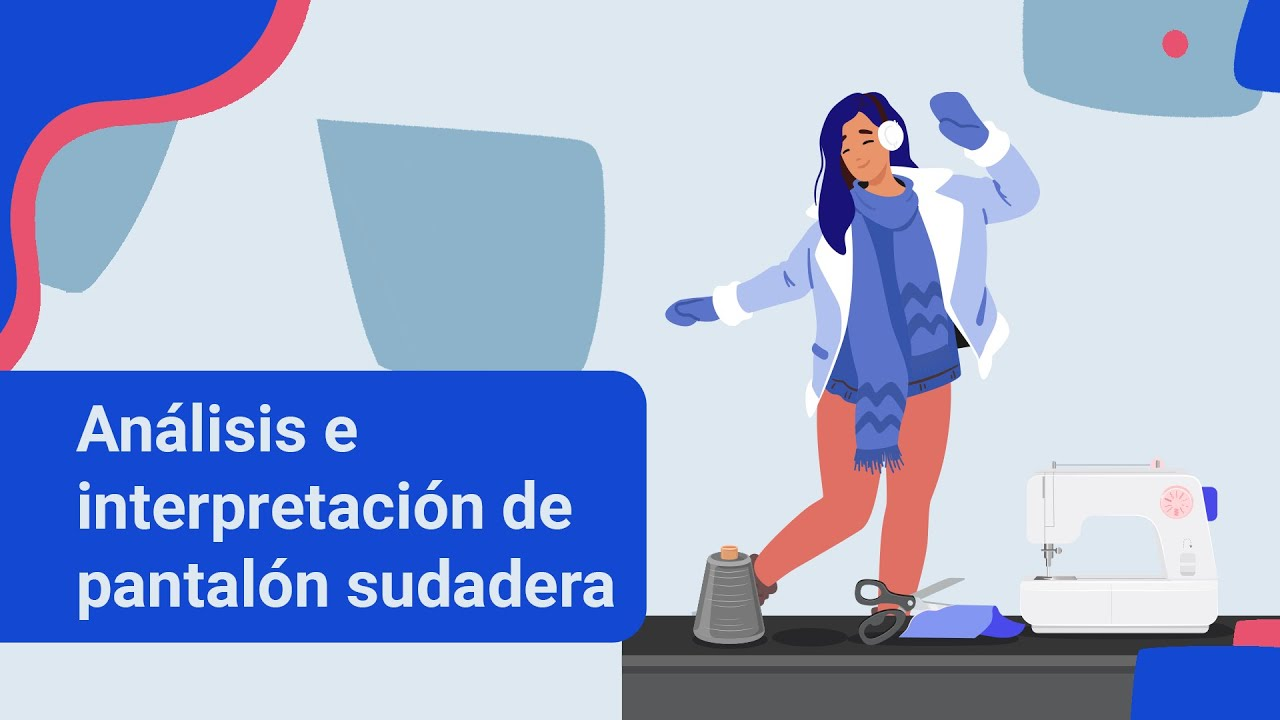 Análisis e
interpretación de
pantalón sudadera